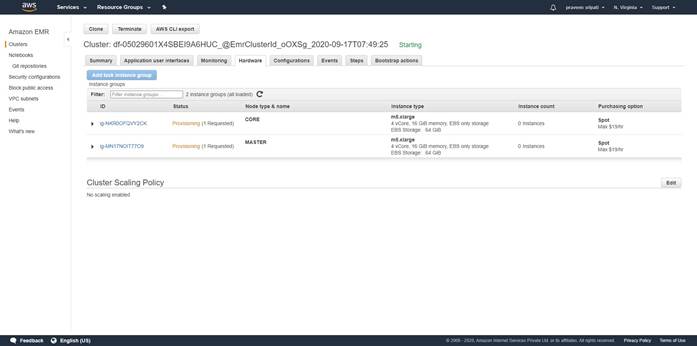 aws
Services
Resource Groups
praveen sripati
N. Virginia
Support
Amazon EMR
Clusters
Notebooks
Git repositories
Security configurations
Block public access
VPC subnets
Events
Help
What's new
Clone
Terminate
AWS CLI export
Cluster: df-05029601X4SBEI9A6HUC_@EmrClusterId_oOXSg_2020-09-17T07:49:25 Starting
Summary
Application user interfaces
Monitoring
Hardware
Configurations
Events
Steps
Bootstrap actions
Add task instance group
Instance groups
Filter: Filter instance groups 2 instance groups (all loaded)
ID Status Node type & name Instance type Instance count Purchasing option
ig-NKR0OFQVY2CK Provisioning (1 Requested) CORE
m5.xlarge
4 vCore, 16 GiB memory, EBS only storage
EBS Storage: 64 GiB
0 Instances
Spot
Max $19/hr
ig-MN17NOIT77O9 Provisioning (1 Requested) MASTER
m5.xlarge
4 vCore, 16 GiB memory, EBS only storage
EBS Storage: 64 GiB
0 Instances
Spot
Max $19/hr
Cluster Scaling Policy
Edit
No scaling enabled
Feedback
English (US)
© 2008 - 2020, Amazon Internet Services Private Ltd. or its affiliates. All rights reserved.
Privacy Policy
Terms of Use